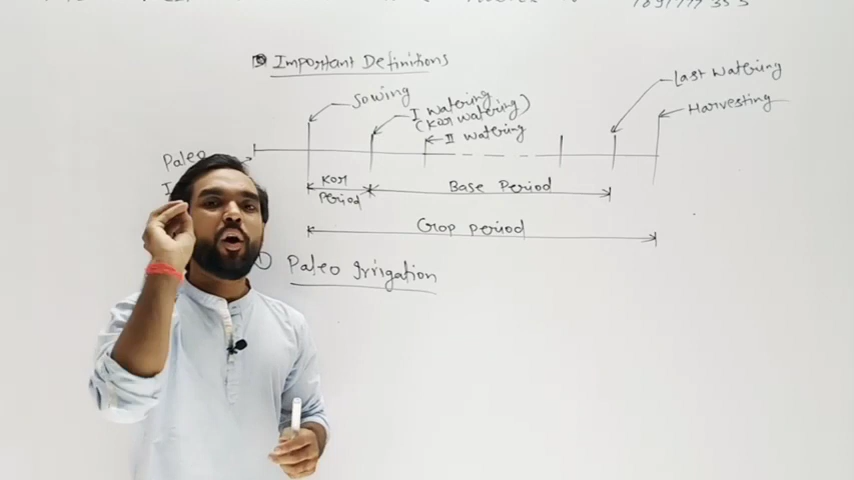 Important Definitions
Last Watering
Sowing
I Watering
(Kor Watering)
Harvesting
II Watering
Paleo
I
Kor
Period
Base Period
Crop Period
1 Paleo Irrigation